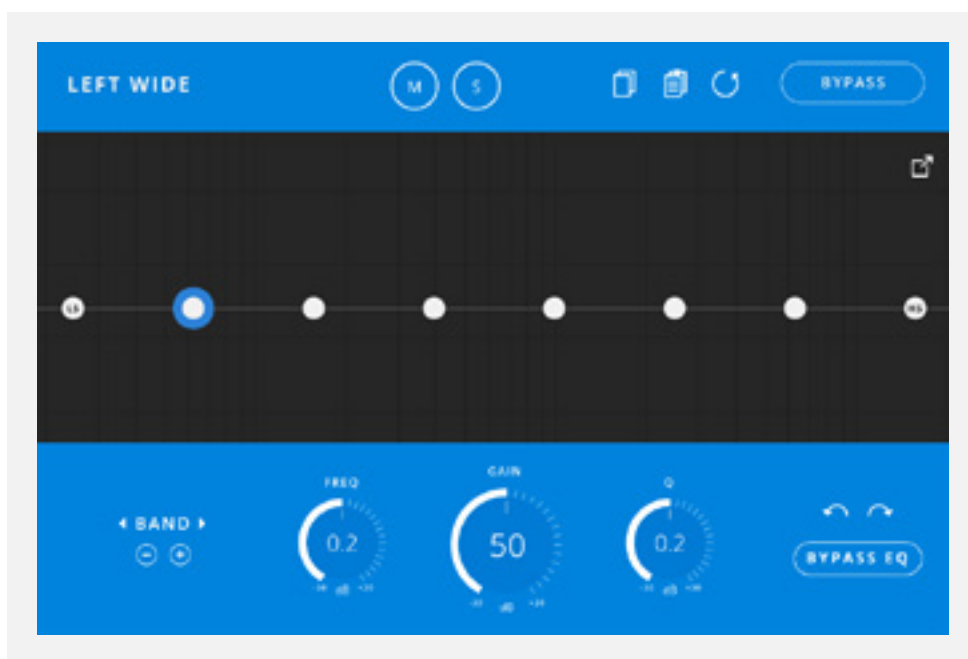 LEFT WIDE
M
S
BYPASS
LS
HS
FREQ
GAIN
Q
BAND
0.2
50
0.2
BYPASS EQ
dB
dB
dB